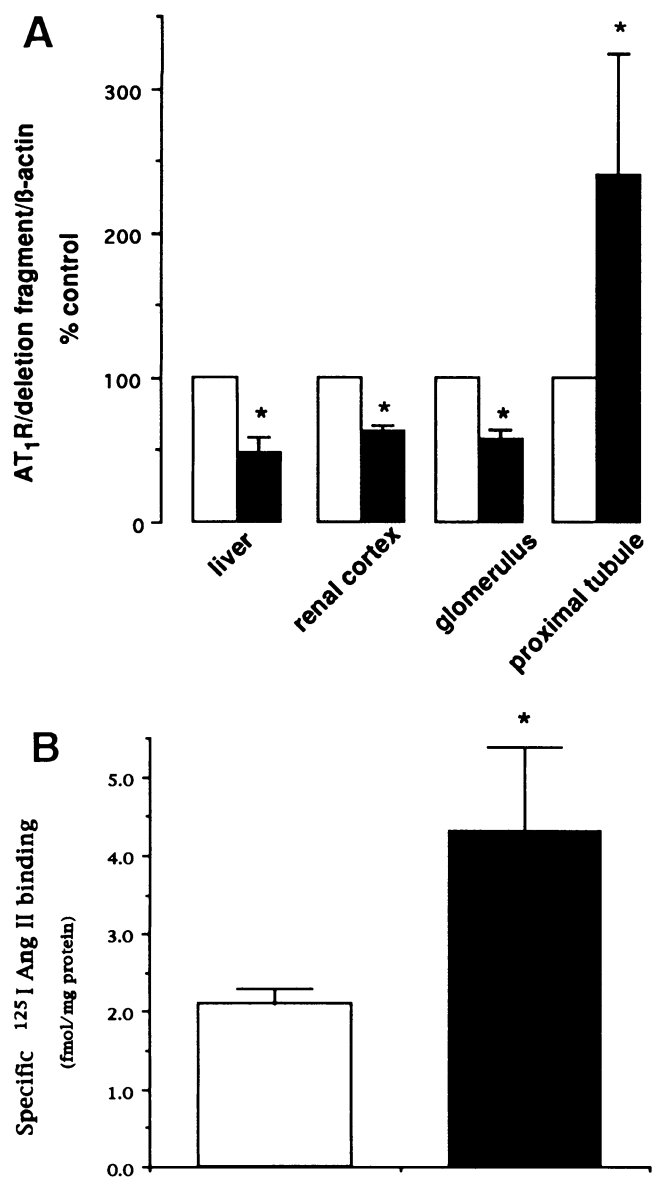 A
AT₁R/deletion fragment/ß-actin
% control
300
200
100
0
*
*
*
*
liver
renal cortex
glomerulus
proximal tubule
B
Specific ¹²⁵I Ang II binding
(fmol/mg protein)
*
5.0
4.0
3.0
2.0
1.0
0.0